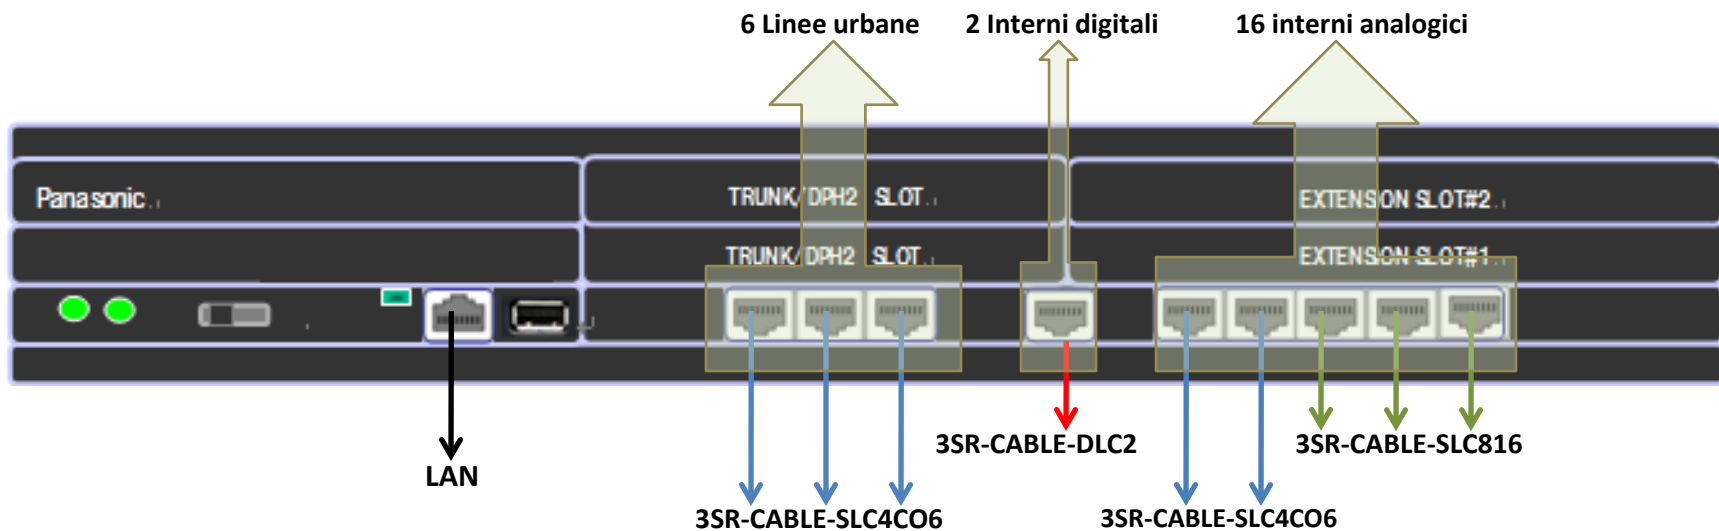 6 Linee urbane
2 Interni digitali
16 interni analogici
Panasonic
TRUNK/DPH2 SLOT
EXTENSION SLOT#2
TRUNK/DPH2 SLOT
EXTENSION SLOT#1
3SR-CABLE-DLC2
3SR-CABLE-SLC816
LAN
3SR-CABLE-SLC4CO6
3SR-CABLE-SLC4CO6